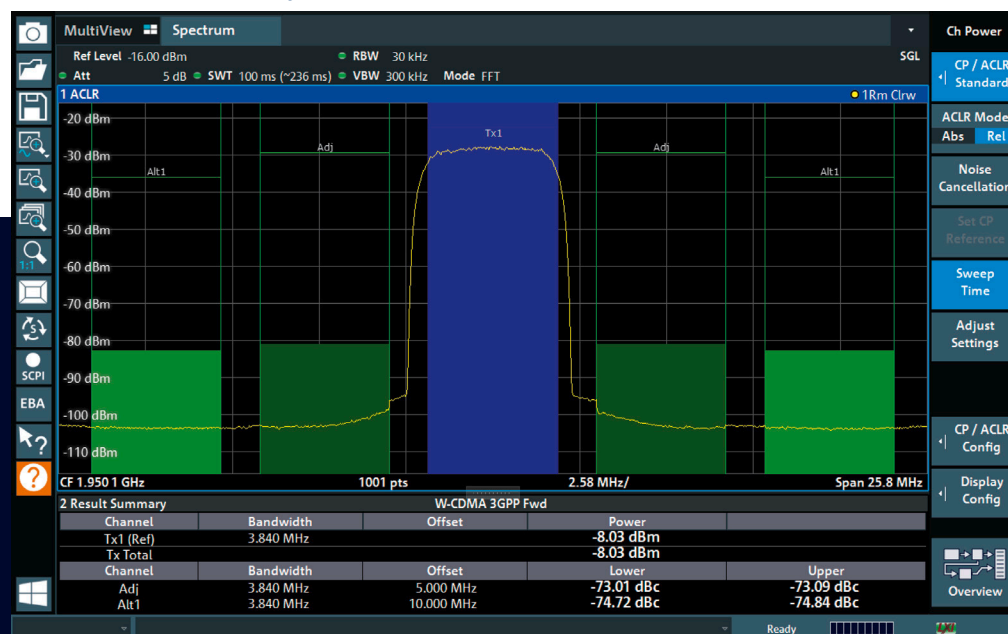 MultiView Spectrum
Ch Power
Ref Level -16.00 dBm RBW 30 kHz SGL
Att 5 dB SWT 100 ms (~236 ms) VBW 300 kHz Mode FFT
CP / ACLR
Standard
1 ACLR 1Rm Clrw
ACLR Mode
Abs Rel
-20 dBm
Tx1
Adj Adj
-30 dBm
Alt1 Alt1
Noise
Cancellation
-40 dBm
-50 dBm
Set CP
Reference
-60 dBm
1:1
Sweep
Time
-70 dBm
Adjust
Settings
-80 dBm
SCPI
-90 dBm
EBA
-100 dBm
CP / ACLR
Config
-110 dBm
CF 1.950 1 GHz 1001 pts 2.58 MHz/ Span 25.8 MHz
Display
Config
2 Result Summary W-CDMA 3GPP Fwd
Channel Bandwidth Offset Power
Tx1 (Ref) 3.840 MHz -8.03 dBm
Tx Total -8.03 dBm
Channel Bandwidth Offset Lower Upper
Adj 3.840 MHz 5.000 MHz -73.01 dBc -73.09 dBc
Alt1 3.840 MHz 10.000 MHz -74.72 dBc -74.84 dBc
Overview
Ready